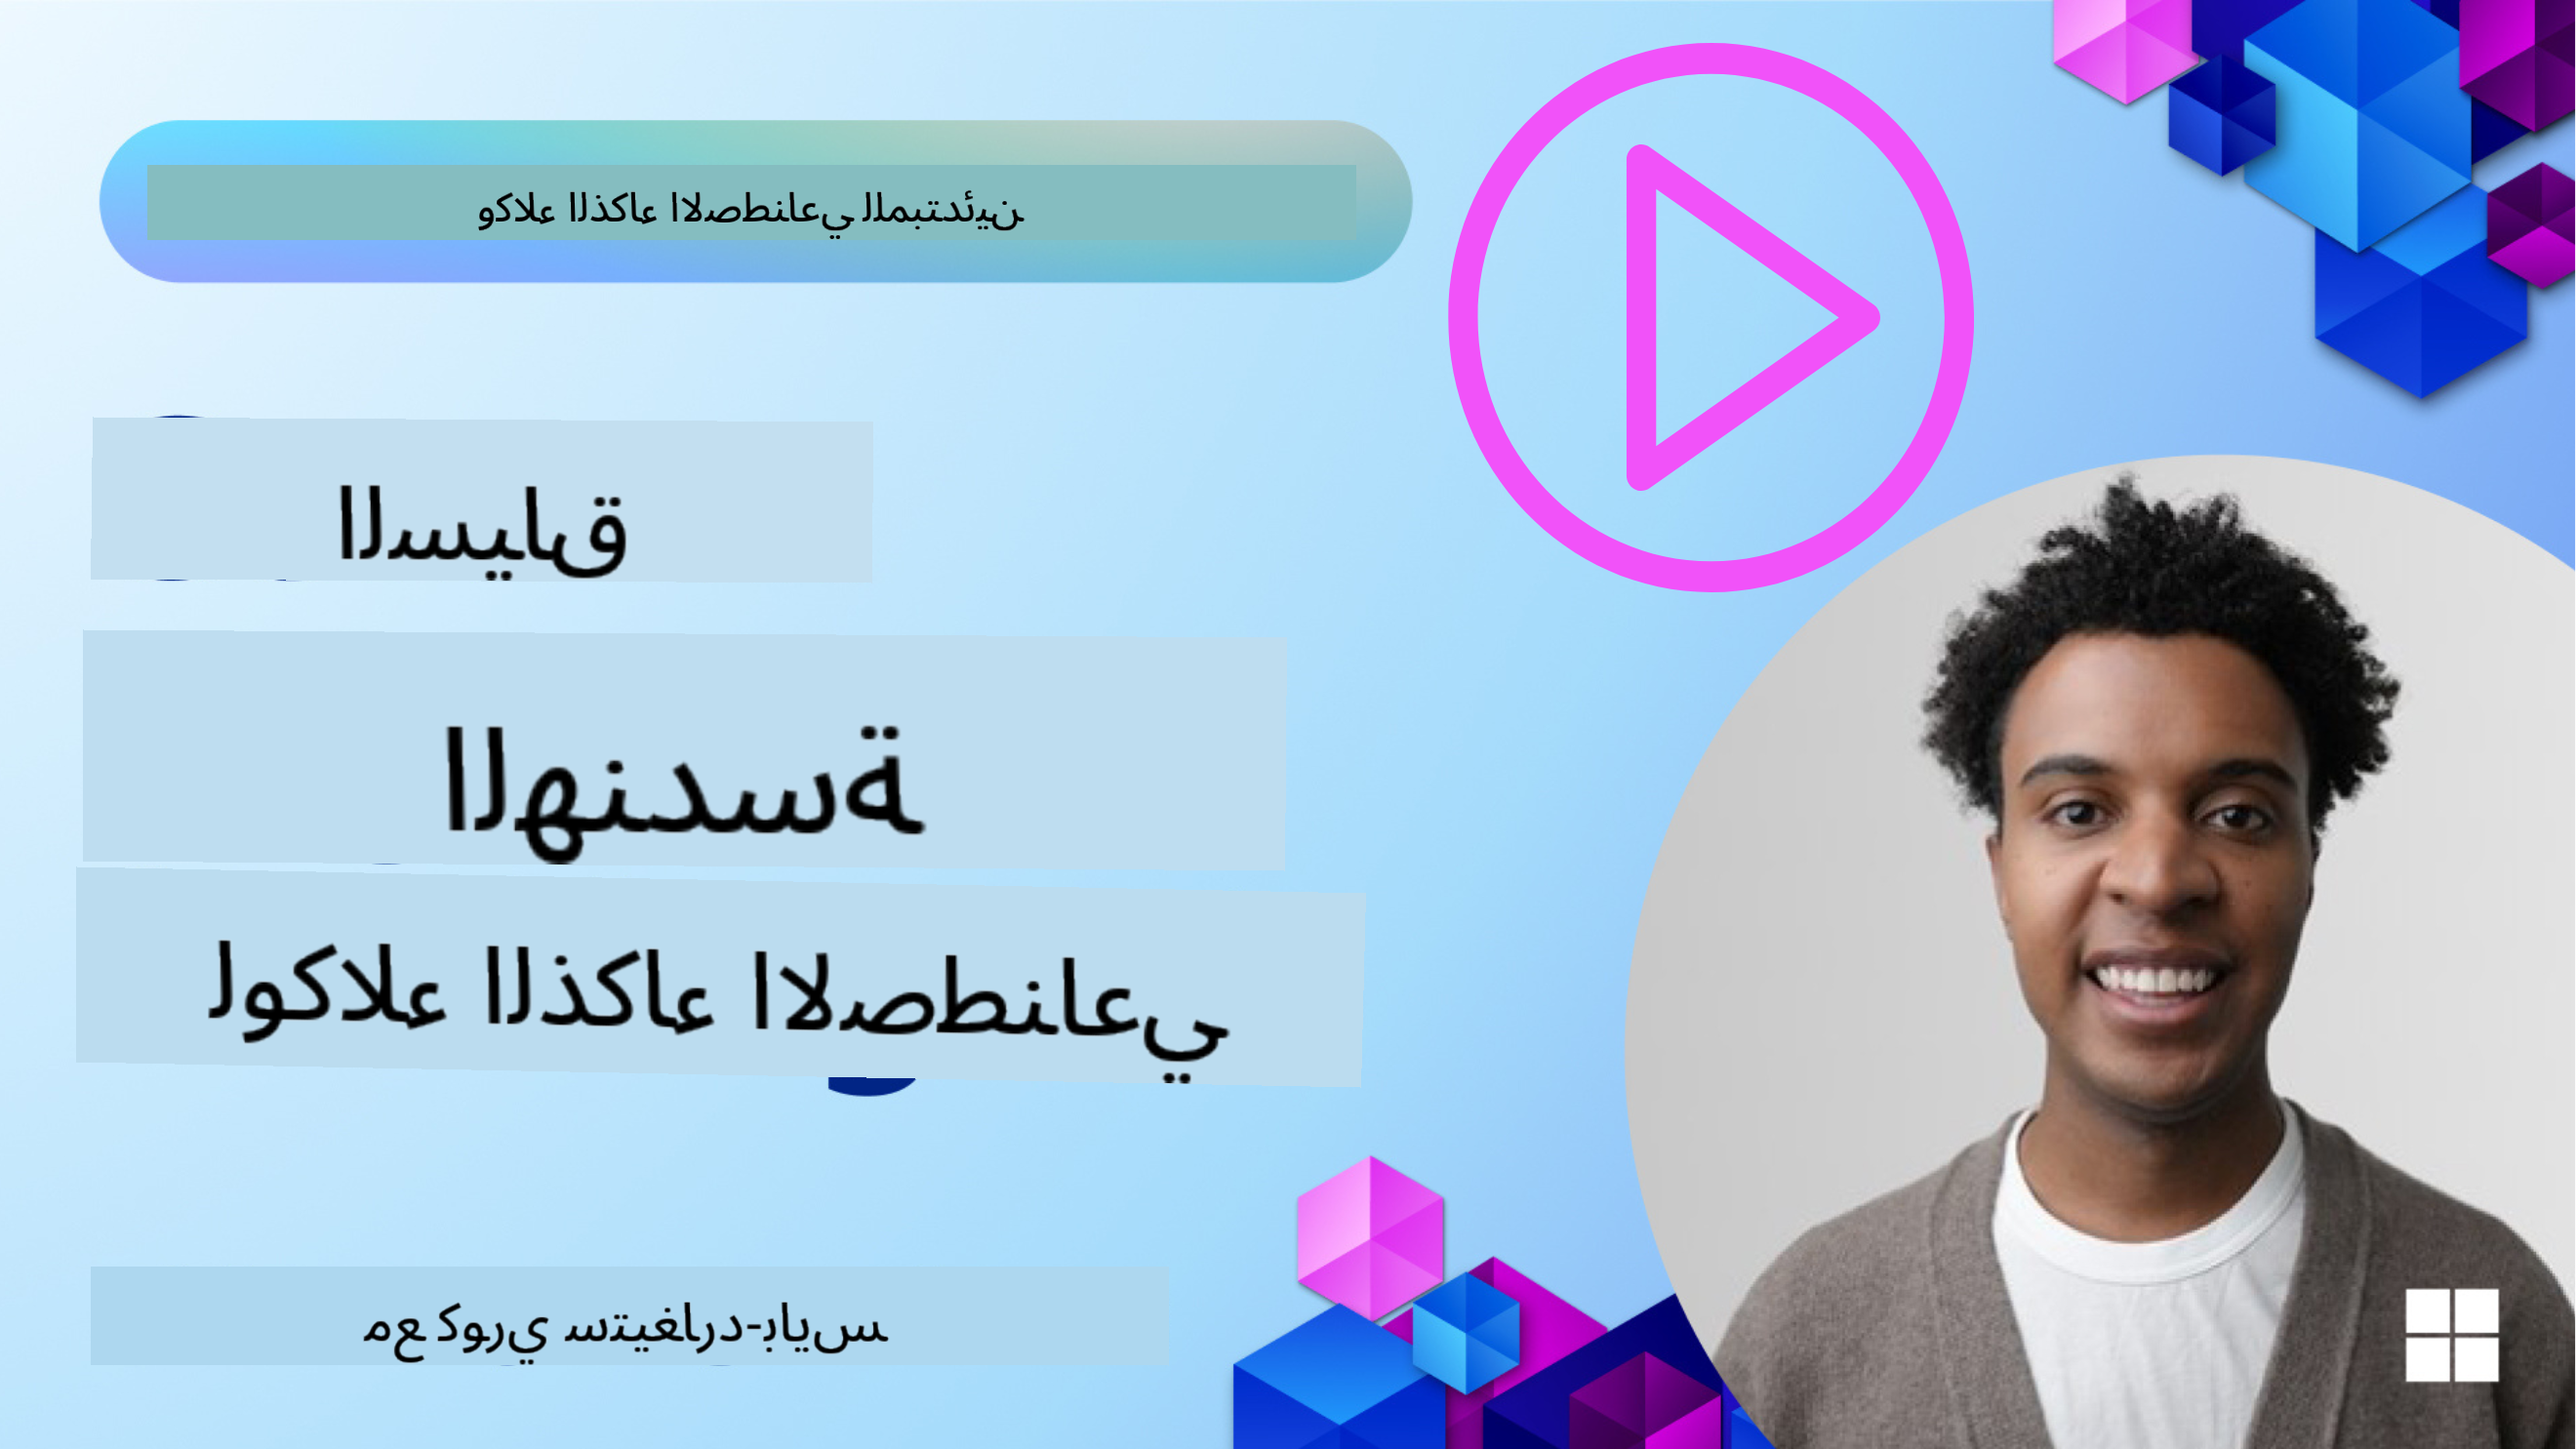 وكلاء الذكاء الاصطناعي للمبتدئين
السياق
الهندسة
لوكلاء الذكاء الاصطناعي
مع كوري ستيغارد-بايس